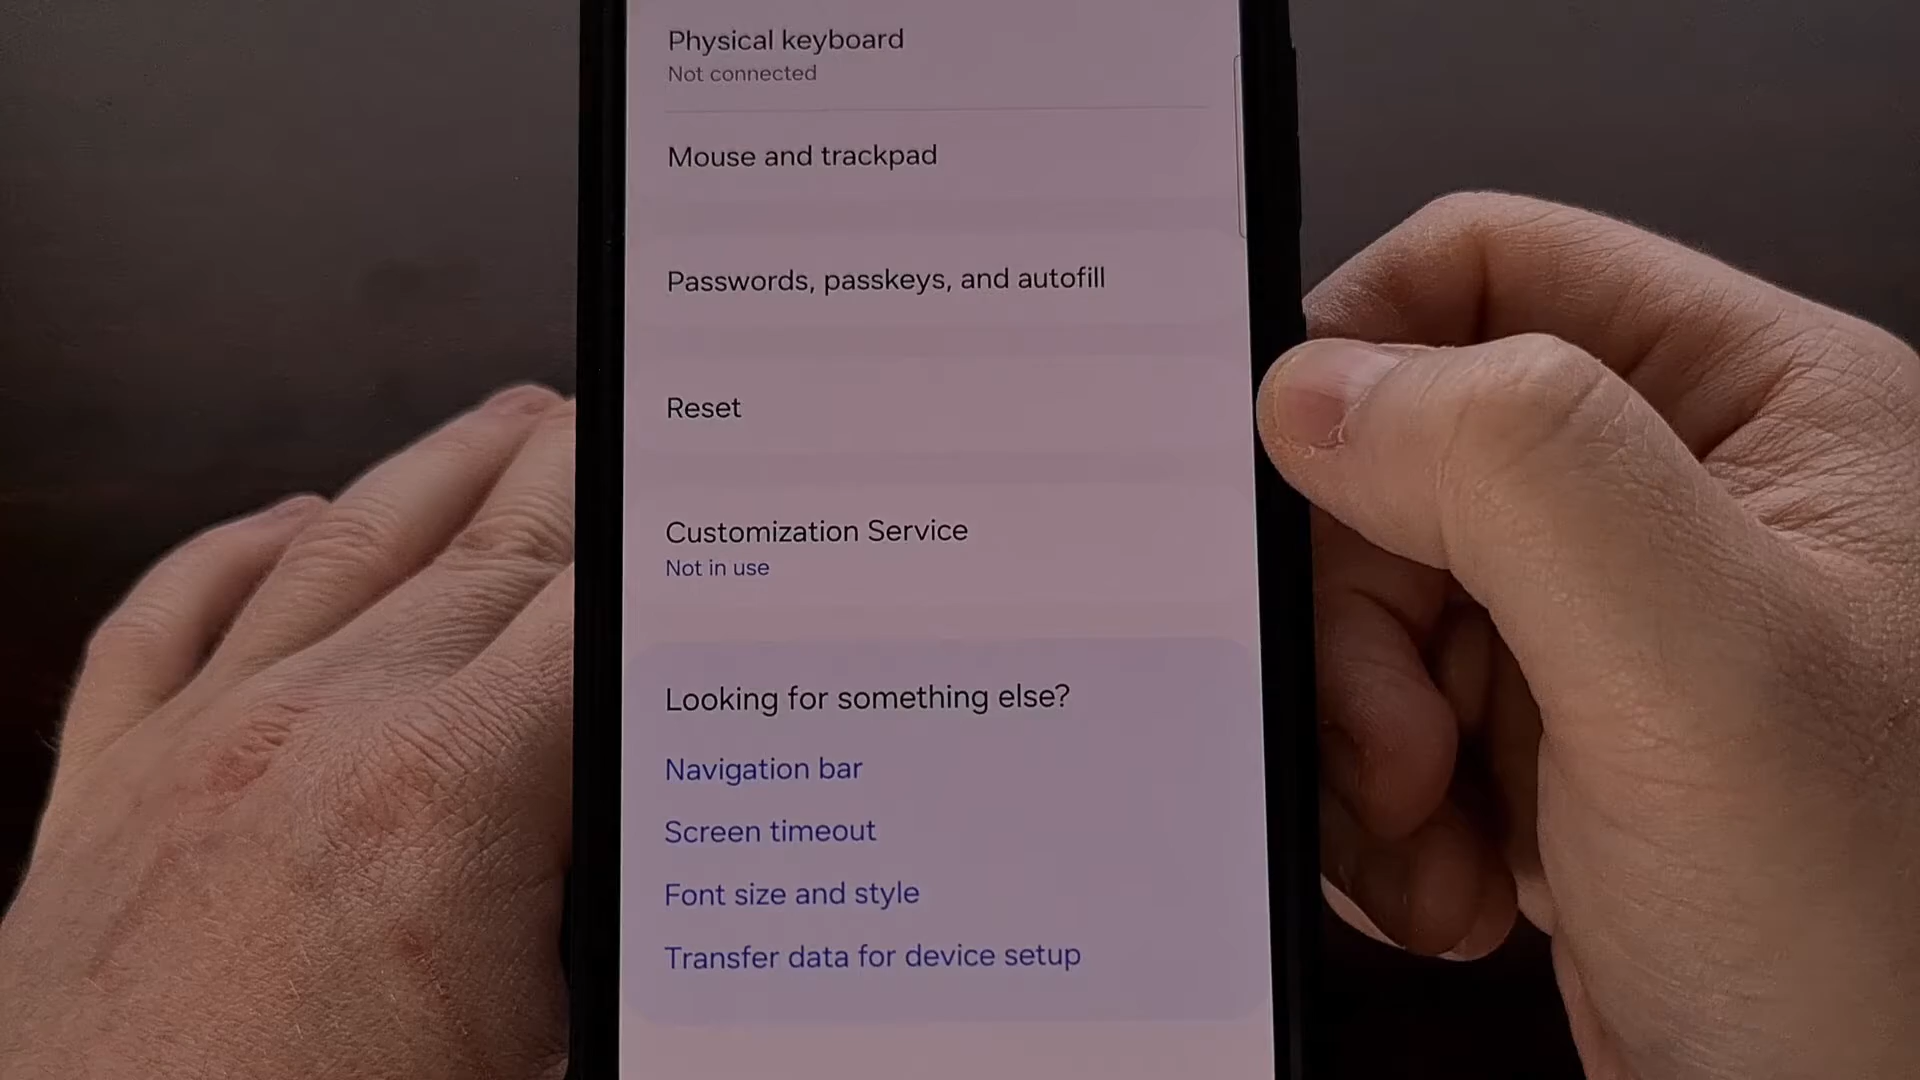 Physical keyboard
Not connected
Mouse and trackpad
Passwords, passkeys, and autofill
Reset
Customization Service
Not in use
Looking for something else?
Navigation bar
Screen timeout
Font size and style
Transfer data for device setup